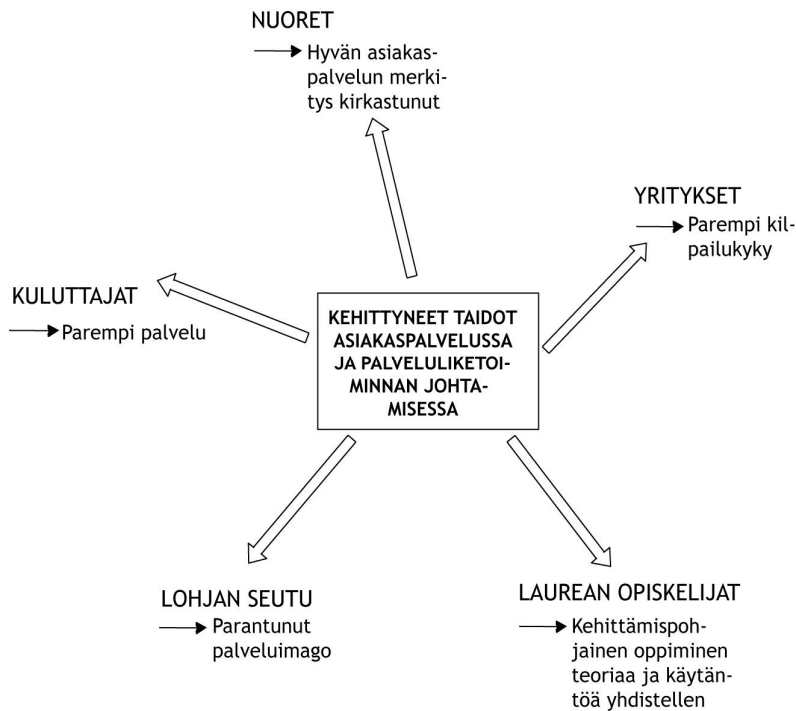 NUORET
Hyvän asiakas-
palvelun merki-
tys kirkastunut
YRITYKSET
Parempi kil-
pailukyky
KULUTTAJAT
Parempi palvelu
KEHITTYNEET TAIDOT
ASIAKASPALVELUSSA
JA PALVELULIKETOI-
MINNAN JOHTA-
MISESSA
LOHJAN SEUTU
Parantunut
palveluimago
LAUREAN OPISKELIJAT
Kehittämispoh-
jainen oppiminen
teoriaa ja käytän-
töä yhdistellen